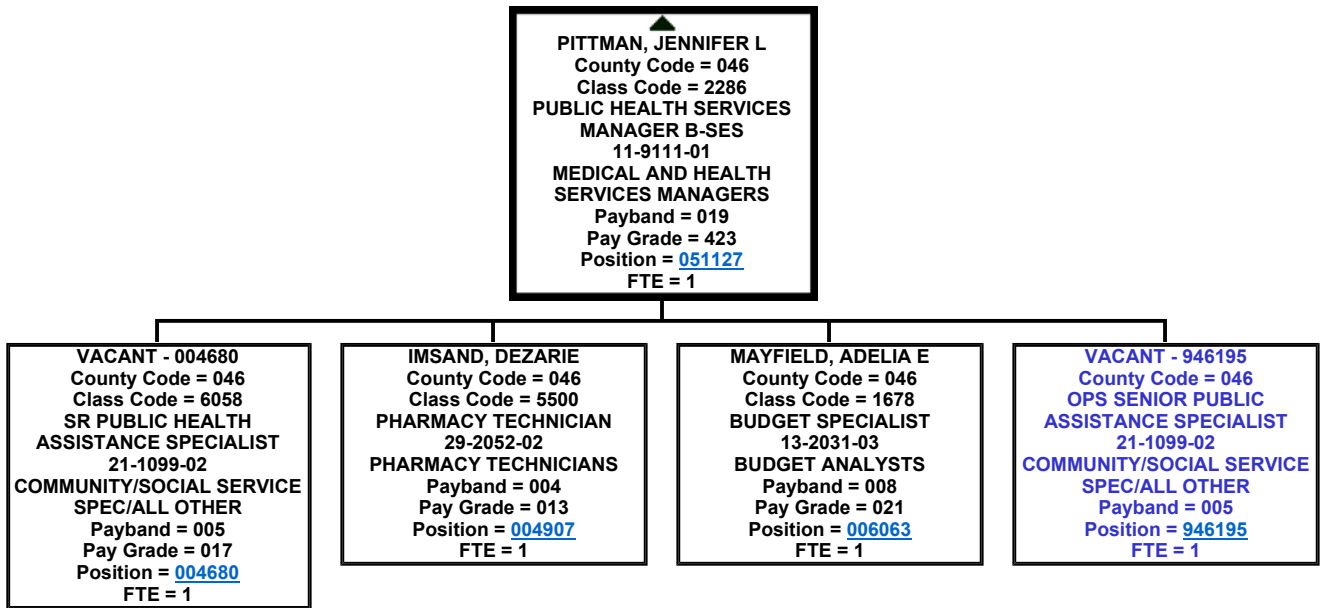 PITTMAN, JENNIFER L
County Code = 046
Class Code = 2286
PUBLIC HEALTH SERVICES
MANAGER B-SES
11-9111-01
MEDICAL AND HEALTH
SERVICES MANAGERS
Payband = 019
Pay Grade = 423
Position = 051127
FTE = 1
VACANT - 004680
County Code = 046
Class Code = 6058
SR PUBLIC HEALTH
ASSISTANCE SPECIALIST
21-1099-02
COMMUNITY/SOCIAL SERVICE
SPEC/ALL OTHER
Payband = 005
Pay Grade = 017
Position = 004680
FTE = 1
IMSAND, DEZARIE
County Code = 046
Class Code = 5500
PHARMACY TECHNICIAN
29-2052-02
PHARMACY TECHNICIANS
Payband = 004
Pay Grade = 013
Position = 004907
FTE = 1
MAYFIELD, ADELIA E
County Code = 046
Class Code = 1678
BUDGET SPECIALIST
13-2031-03
BUDGET ANALYSTS
Payband = 008
Pay Grade = 021
Position = 006063
FTE = 1
VACANT - 946195
County Code = 046
OPS SENIOR PUBLIC
ASSISTANCE SPECIALIST
21-1099-02
COMMUNITY/SOCIAL SERVICE
SPEC/ALL OTHER
Payband = 005
Position = 946195
FTE = 1